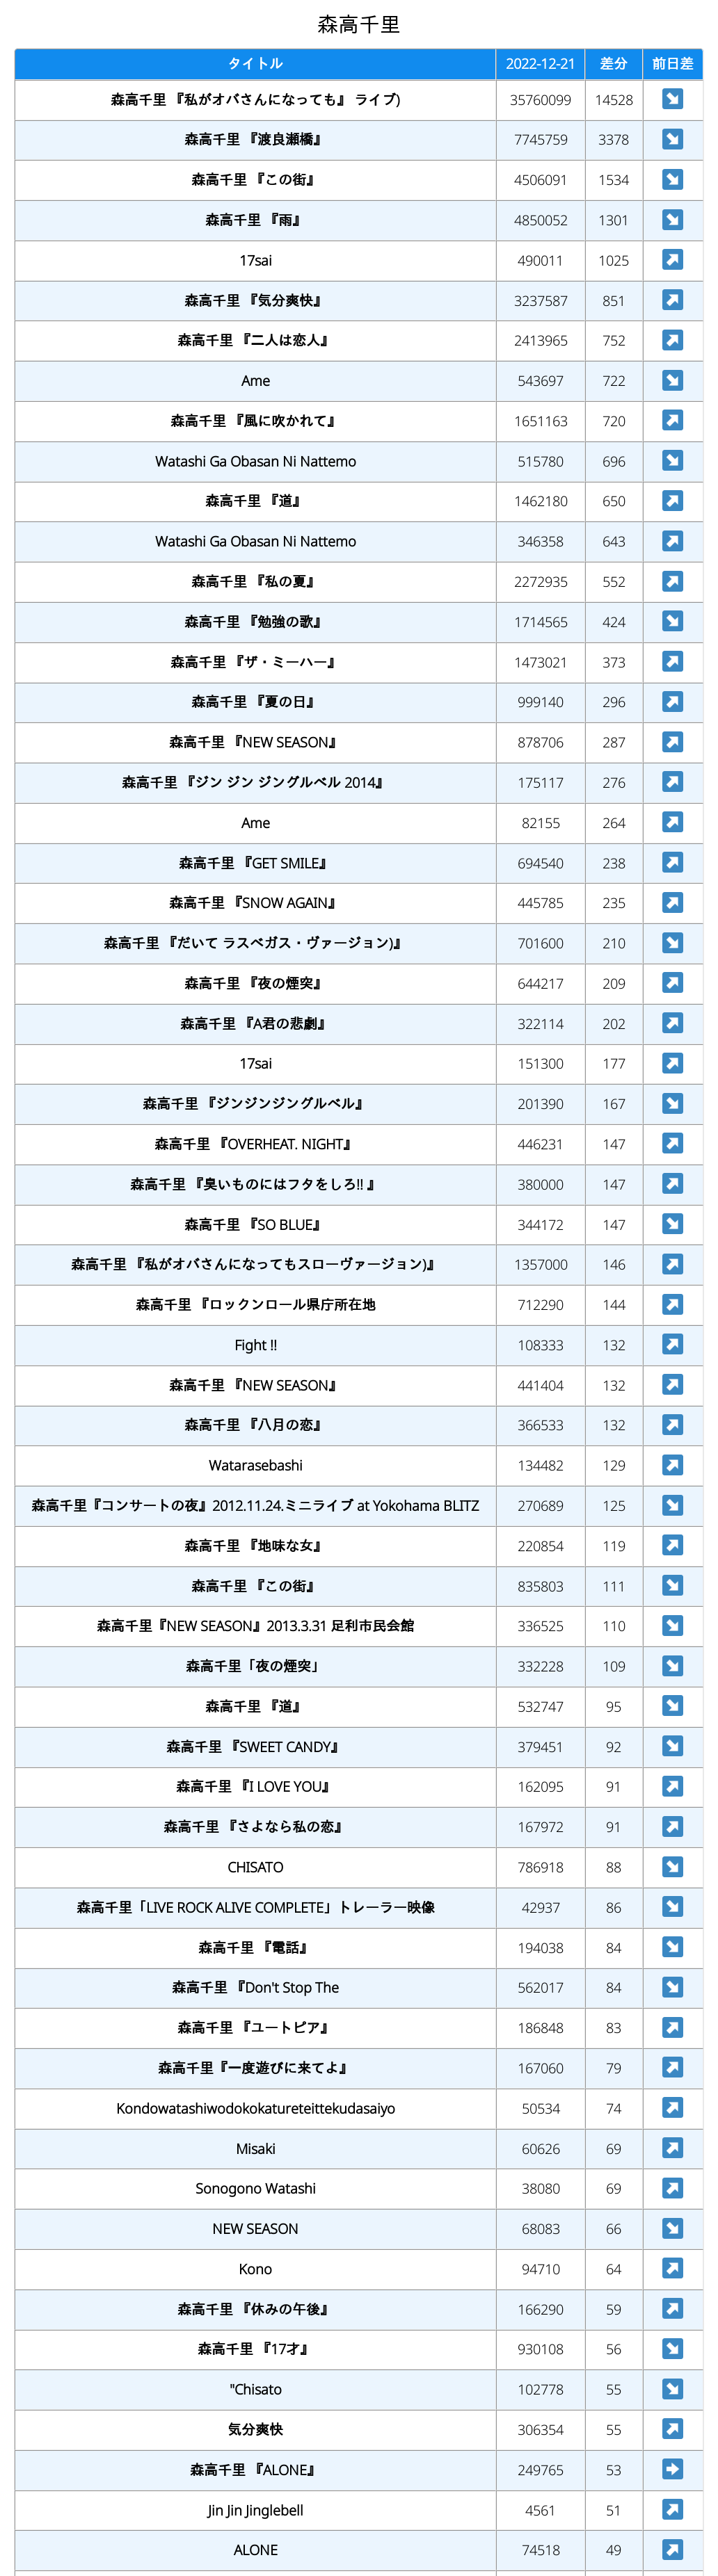 森高千里
タイトル 2022-12-21 差分 前日差
森高千里 『私がオバさんになっても』 ライブ) 35760099 14528 ↘
森高千里 『渡良瀬橋』 7745759 3378 ↘
森高千里 『この街』 4506091 1534 ↘
森高千里 『雨』 4850052 1301 ↘
17sai 490011 1025 ↗
森高千里 『気分爽快』 3237587 851 ↗
森高千里 『二人は恋人』 2413965 752 ↗
Ame 543697 722 ↘
森高千里 『風に吹かれて』 1651163 720 ↗
Watashi Ga Obasan Ni Nattemo 515780 696 ↘
森高千里 『道』 1462180 650 ↗
Watashi Ga Obasan Ni Nattemo 346358 643 ↗
森高千里 『私の夏』 2272935 552 ↗
森高千里 『勉強の歌』 1714565 424 ↘
森高千里 『ザ・ミーハー』 1473021 373 ↗
森高千里 『夏の日』 999140 296 ↗
森高千里 『NEW SEASON』 878706 287 ↗
森高千里 『ジン ジン ジングルベル 2014』 175117 276 ↗
Ame 82155 264 ↗
森高千里 『GET SMILE』 694540 238 ↗
森高千里 『SNOW AGAIN』 445785 235 ↗
森高千里 『だいて ラスベガス・ヴァージョン)』 701600 210 ↘
森高千里 『夜の煙突』 644217 209 ↗
森高千里 『A君の悲劇』 322114 202 ↗
17sai 151300 177 ↗
森高千里 『ジンジンジングルベル』 201390 167 ↘
森高千里 『OVERHEAT. NIGHT』 446231 147 ↗
森高千里 『臭いものにはフタをしろ!! 』 380000 147 ↗
森高千里 『SO BLUE』 344172 147 ↘
森高千里 『私がオバさんになってもスローヴァージョン)』 1357000 146 ↗
森高千里 『ロックンロール県庁所在地 712290 144 ↗
Fight !! 108333 132 ↗
森高千里 『NEW SEASON』 441404 132 ↗
森高千里 『八月の恋』 366533 132 ↗
Watarasebashi 134482 129 ↗
森高千里『コンサートの夜』2012.11.24.ミニライブ at Yokohama BLITZ 270689 125 ↘
森高千里 『地味な女』 220854 119 ↗
森高千里 『この街』 835803 111 ↘
森高千里『NEW SEASON』2013.3.31 足利市民会館 336525 110 ↘
森高千里「夜の煙突」 332228 109 ↘
森高千里 『道』 532747 95 ↘
森高千里 『SWEET CANDY』 379451 92 ↘
森高千里 『I LOVE YOU』 162095 91 ↗
森高千里 『さよなら私の恋』 167972 91 ↗
CHISATO 786918 88 ↘
森高千里「LIVE ROCK ALIVE COMPLETE」トレーラー映像 42937 86 ↘
森高千里 『電話』 194038 84 ↘
森高千里 『Don't Stop The 562017 84 ↘
森高千里 『ユートピア』 186848 83 ↗
森高千里『一度遊びに来てよ』 167060 79 ↗
Kondowatashiwodokokatureteittekudasaiyo 50534 74 ↗
Misaki 60626 69 ↗
Sonogono Watashi 38080 69 ↗
NEW SEASON 68083 66 ↘
Kono 94710 64 ↗
森高千里 『休みの午後』 166290 59 ↗
森高千里 『17才』 930108 56 ↘
"Chisato 102778 55 ↘
気分爽快 306354 55 ↗
森高千里 『ALONE』 249765 53 ➡
Jin Jin Jinglebell 4561 51 ↗
ALONE 74518 49 ↗